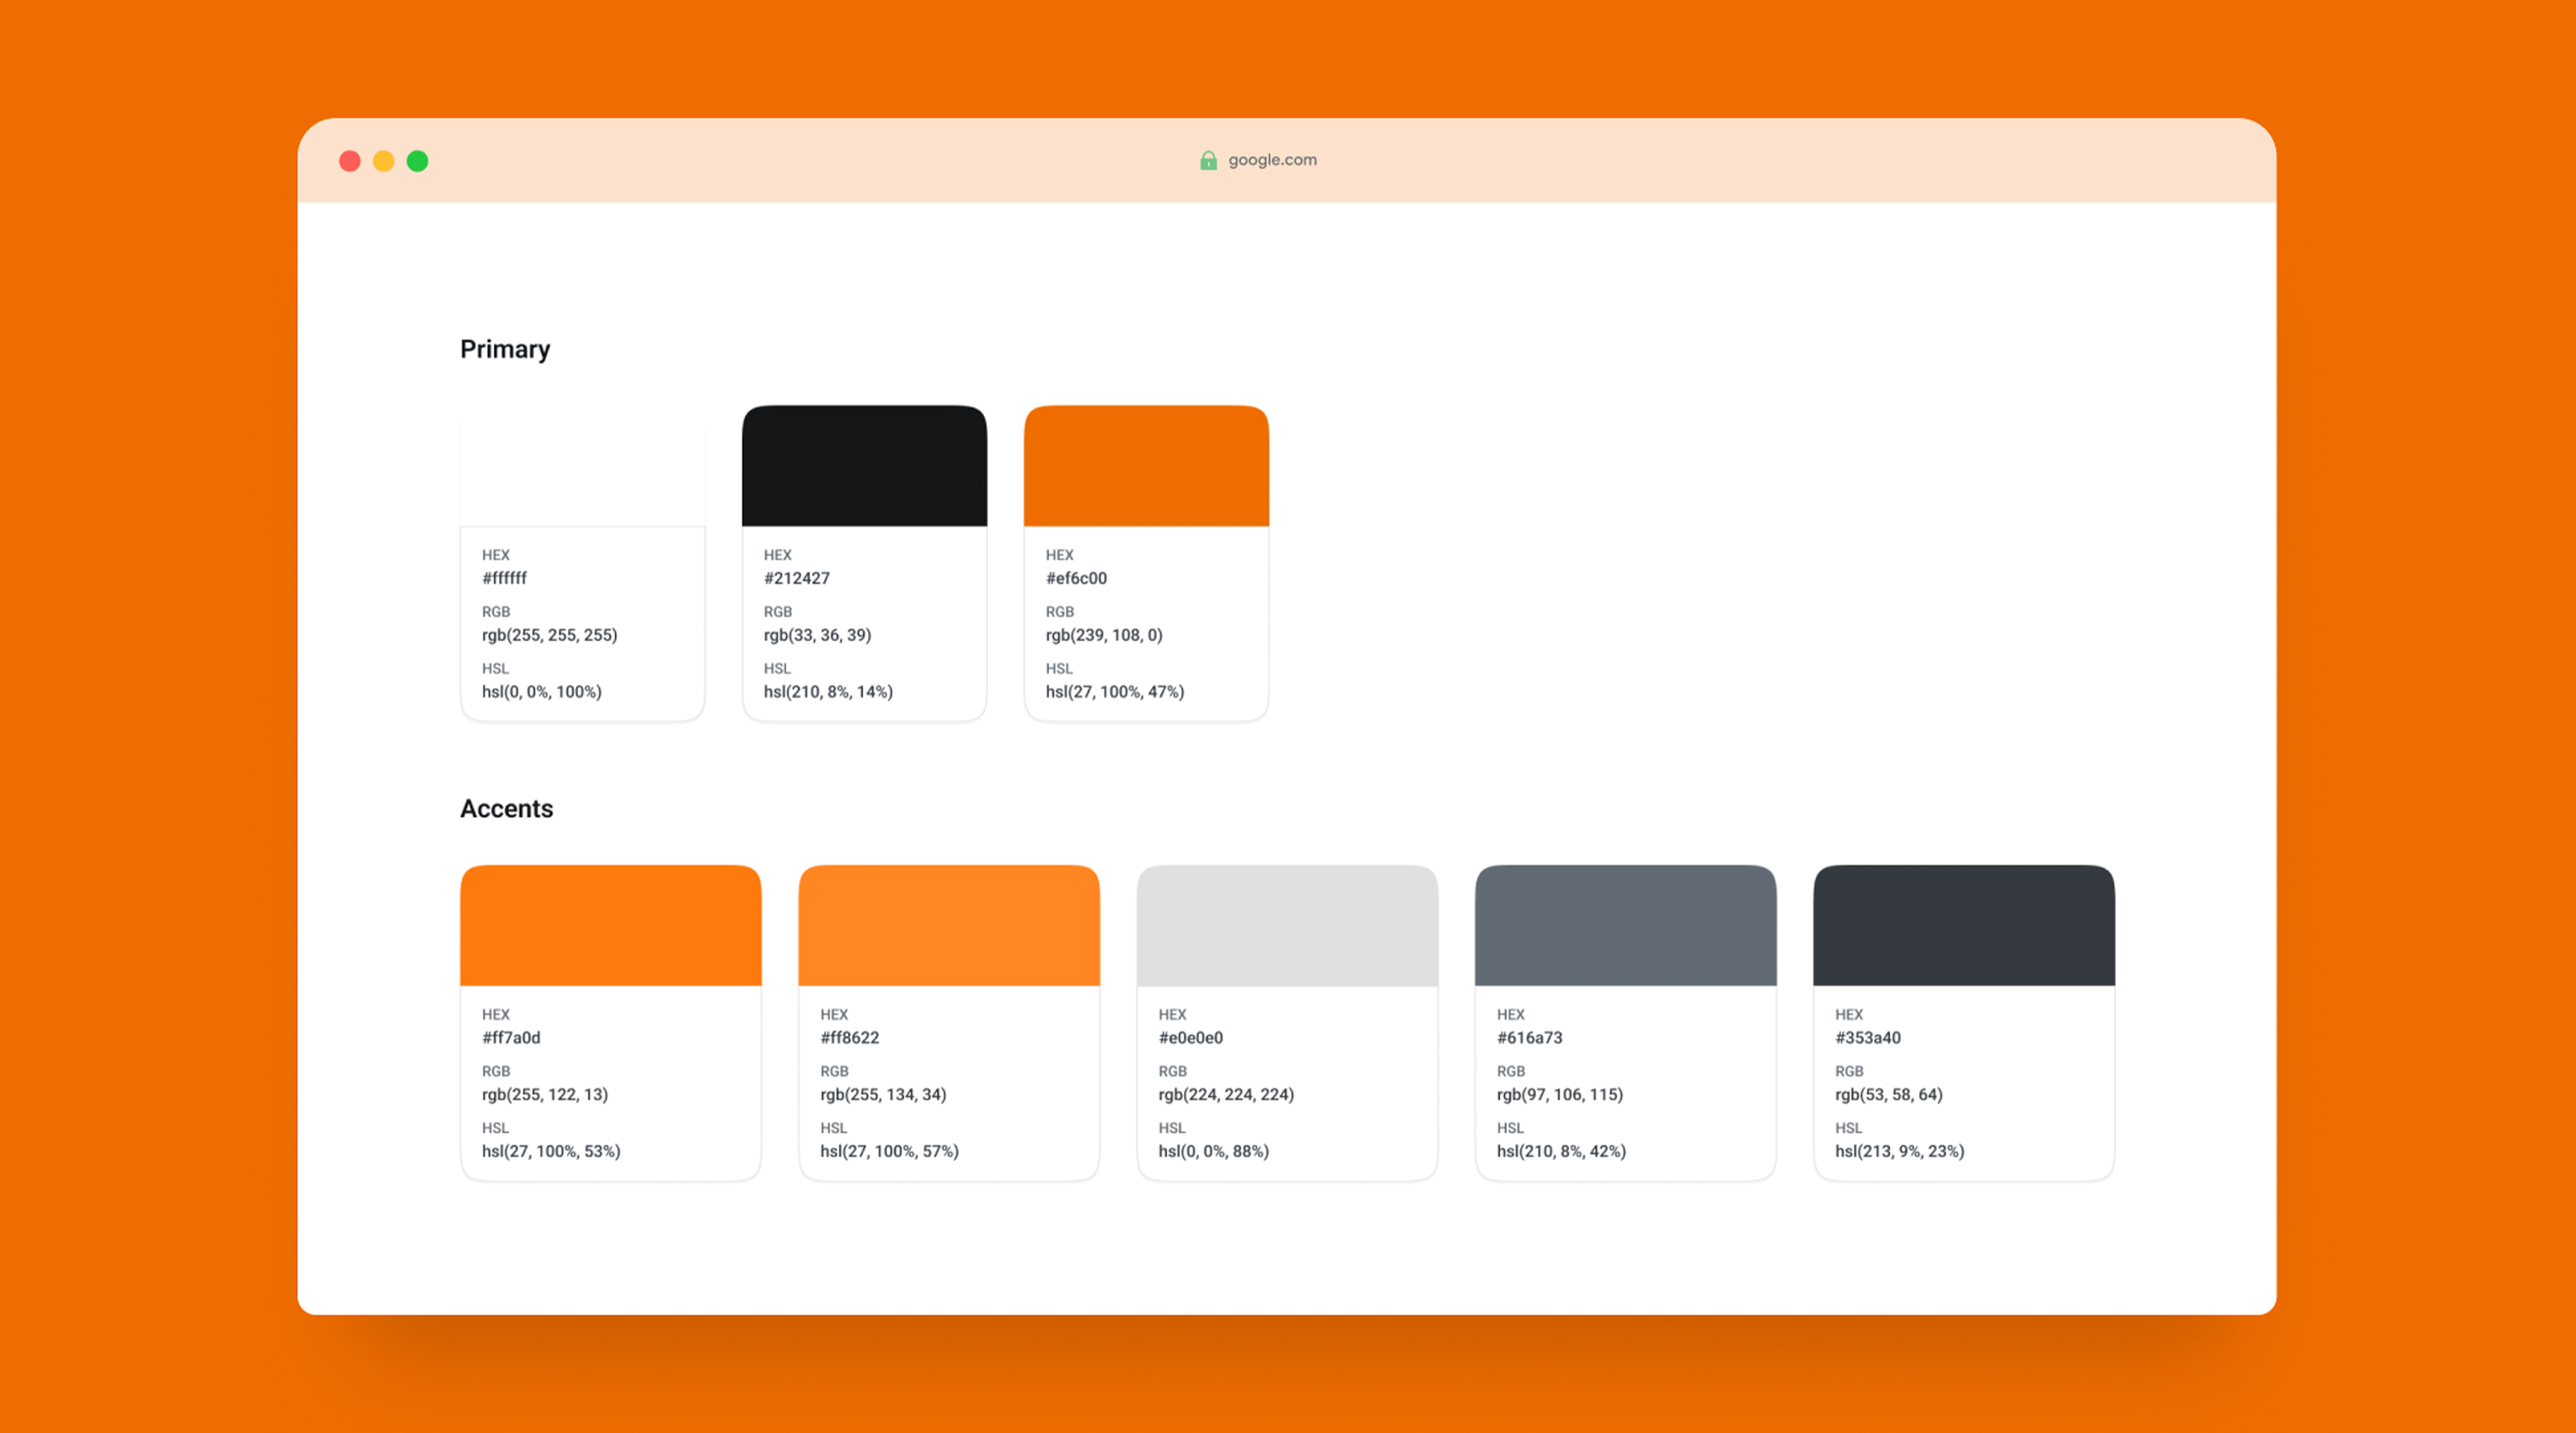 google.com
Primary
HEX
#ffffff
RGB
rgb(255, 255, 255)
HSL
hsl(0, 0%, 100%)
HEX
#212427
RGB
rgb(33, 36, 39)
HSL
hsl(210, 8%, 14%)
HEX
#ef6c00
RGB
rgb(239, 108, 0)
HSL
hsl(27, 100%, 47%)
Accents
HEX
#ff7a0d
RGB
rgb(255, 122, 13)
HSL
hsl(27, 100%, 53%)
HEX
#ff8622
RGB
rgb(255, 134, 34)
HSL
hsl(27, 100%, 57%)
HEX
#e0e0e0
RGB
rgb(224, 224, 224)
HSL
hsl(0, 0%, 88%)
HEX
#616a73
RGB
rgb(97, 106, 115)
HSL
hsl(210, 8%, 42%)
HEX
#353a40
RGB
rgb(53, 58, 64)
HSL
hsl(213, 9%, 23%)